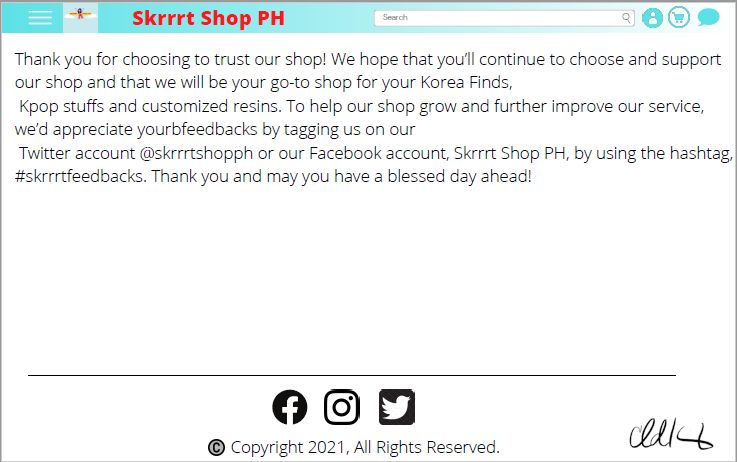 Skrrrt Shop PH
Search
Thank you for choosing to trust our shop! We hope that you’ll continue to choose and support
our shop and that we will be your go-to shop for your Korea Finds,
Kpop stuffs and customized resins. To help our shop grow and further improve our service,
we’d appreciate yourbfeedbacks by tagging us on our
Twitter account @skrrrtshopph or our Facebook account, Skrrrt Shop PH, by using the hashtag,
#skrrrtfeedbacks. Thank you and may you have a blessed day ahead!
© Copyright 2021, All Rights Reserved.